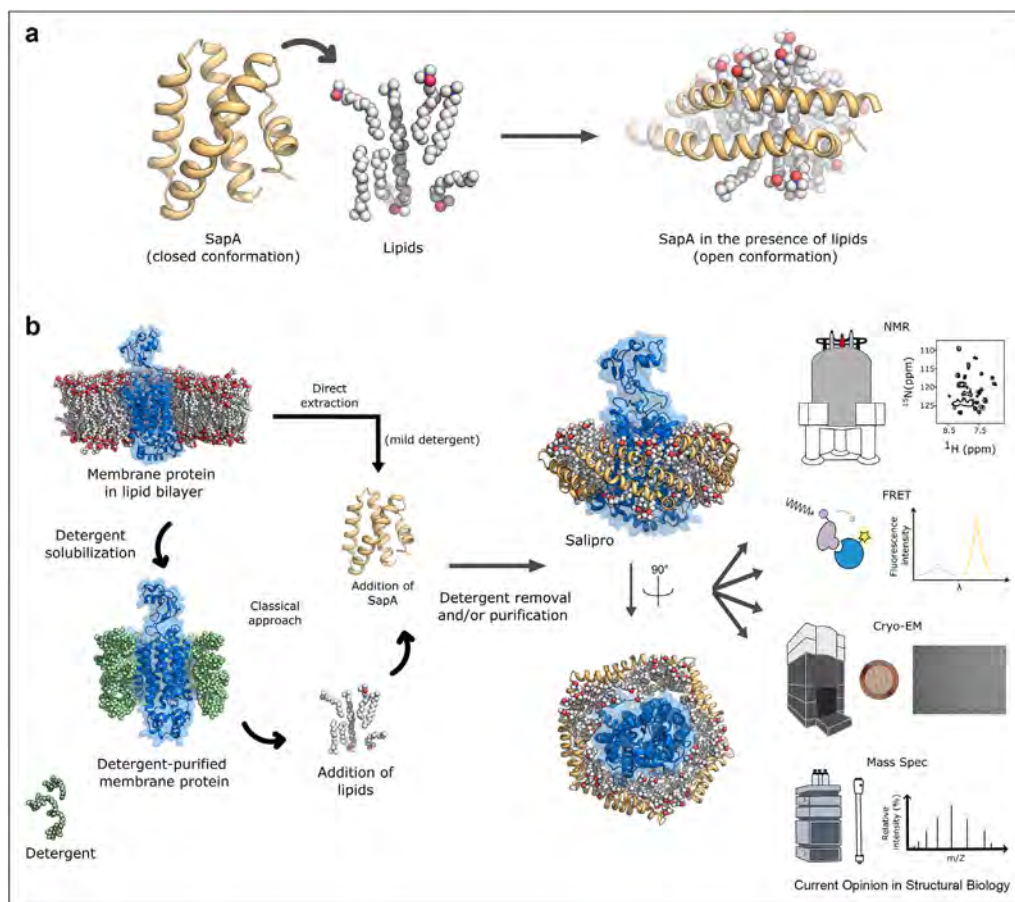 a
SapA
(closed conformation)
Lipids
SapA in the presence of lipids
(open conformation)
b
Membrane protein
in lipid bilayer
Direct
extraction
(mild detergent)
Detergent
solubilization
Addition of
SapA
Classical
approach
Detergent-purified
membrane protein
Addition of
lipids
Detergent
Detergent removal
and/or purification
Salipro
90°
NMR
110
115
120
125
¹⁵N(ppm)
8.5
7.5
¹H (ppm)
FRET
Fluorescence
intensity
λ
Cryo-EM
Mass Spec
Relative
intensity (%)
m/Z
Current Opinion in Structural Biology